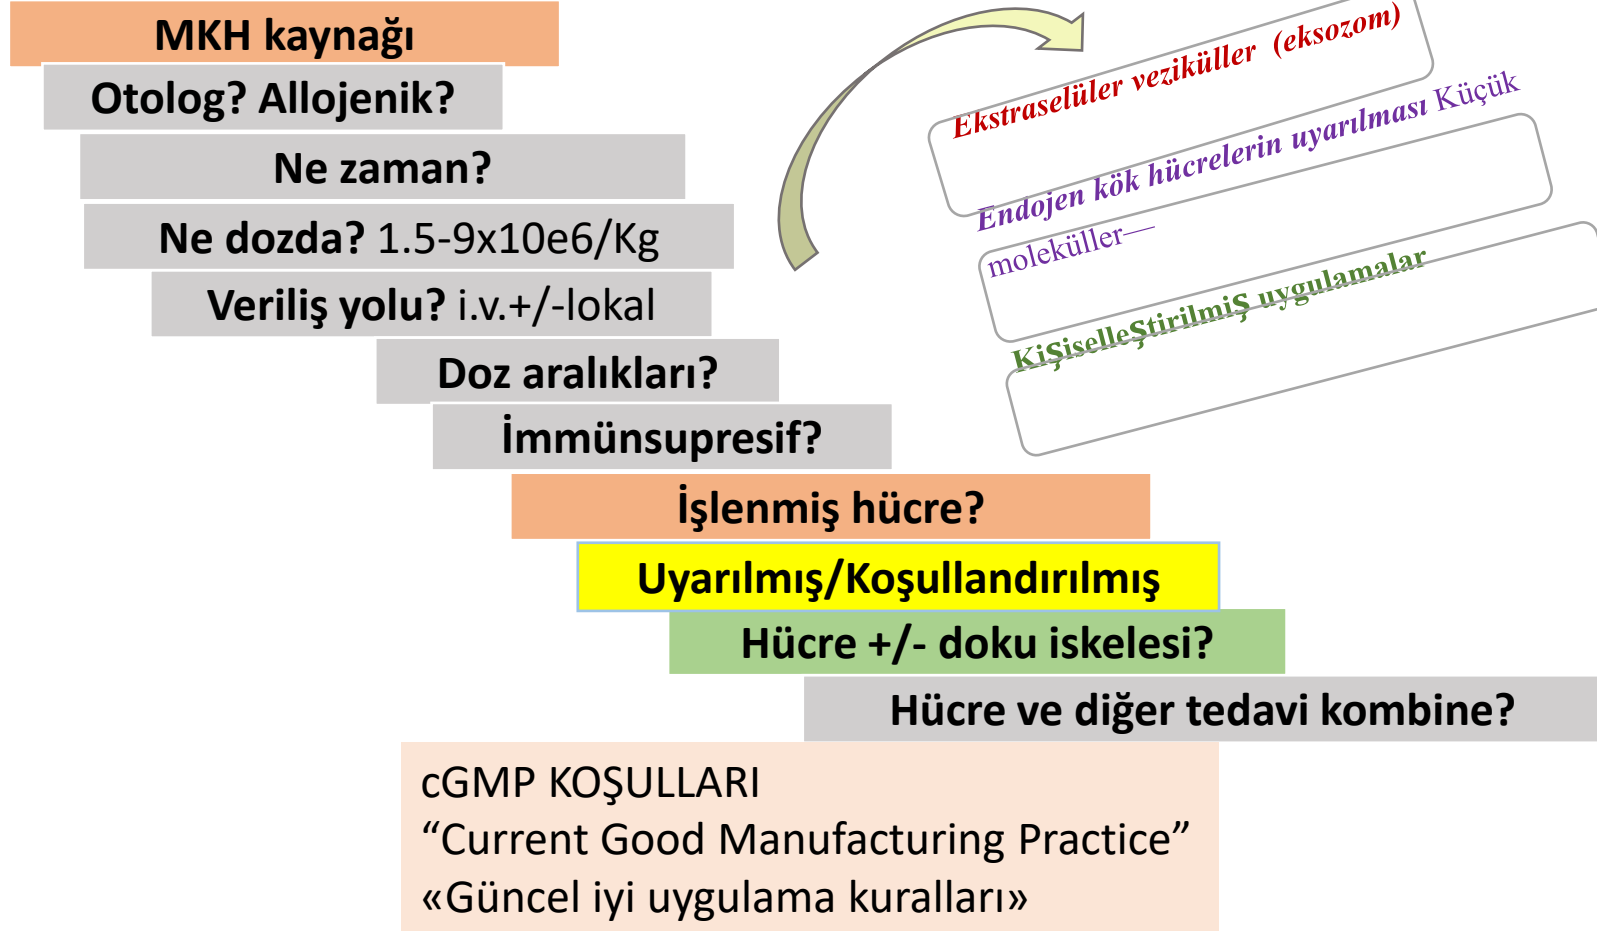 MKH kaynağı
Otolog? Allojenik?
Ne zaman?
Ne dozda? 1.5-9x10e6/Kg
Veriliş yolu? i.v.+/-lokal
Doz aralıkları?
İmmünsupresif?
İşlenmiş hücre?
Uyarılmış/Koşullandırılmış
Hücre +/- doku iskelesi?
Hücre ve diğer tedavi kombine?
cGMP KOŞULLARI
“Current Good Manufacturing Practice”
«Güncel iyi uygulama kuralları»
Ekstraselüler veziküller (eksozom)
Endojen kök hücrelerin uyarılması Küçük
moleküller—
Kişiselleştirilmiş uygulamalar